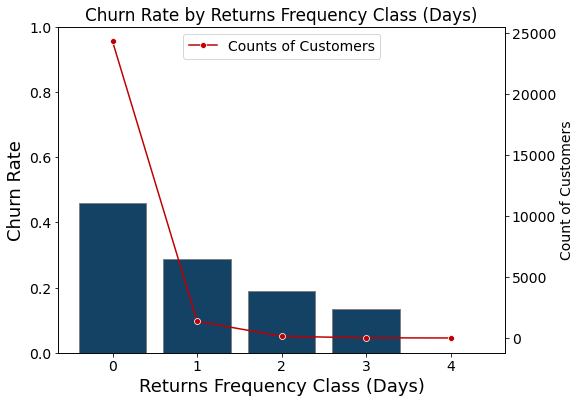 Churn Rate by Returns Frequency Class (Days)
Counts of Customers
Churn Rate
1.0
0.8
0.6
0.4
0.2
0.0
25000
20000
15000
10000
5000
0
Count of Customers
0 1 2 3 4
Returns Frequency Class (Days)